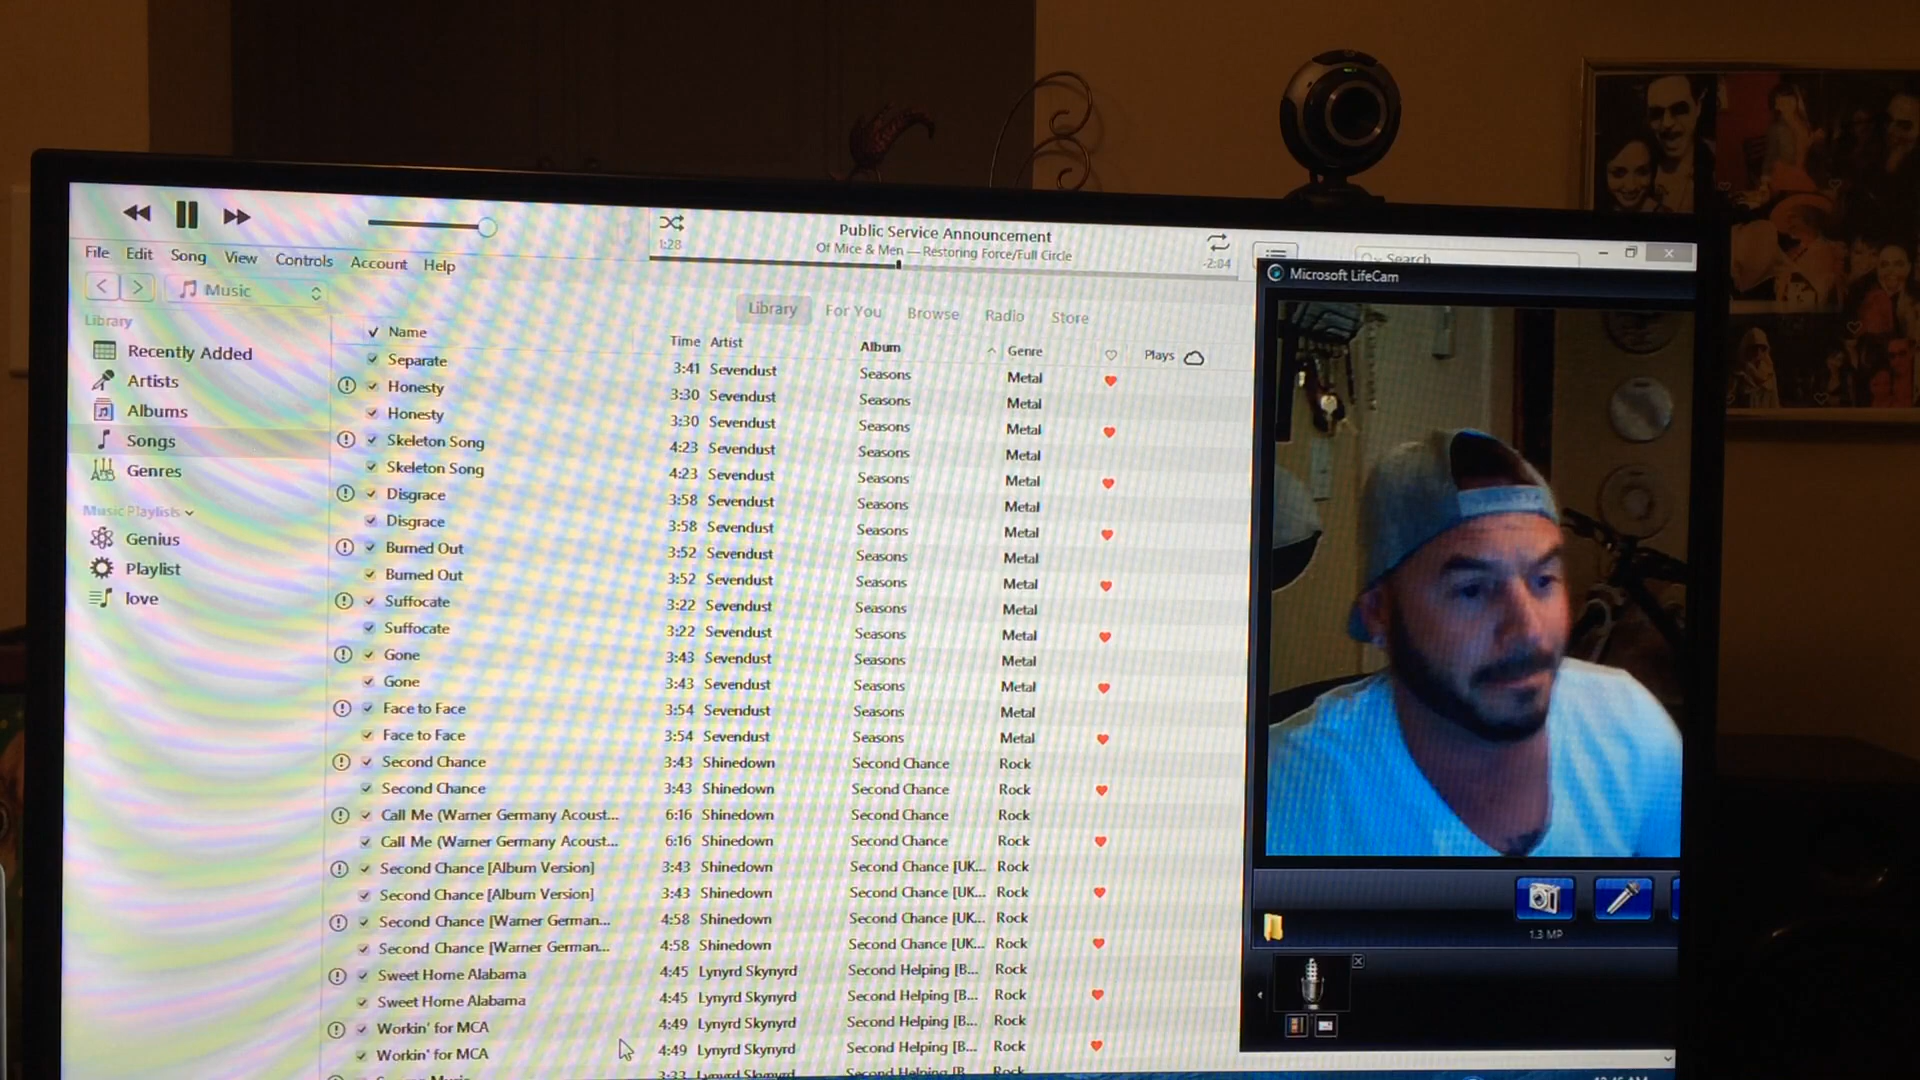 Public Service Announcement
1:28 Of Mice & Men — Restoring Force/Full Circle -2:04
File Edit Song View Controls Account Help
Search
Microsoft LifeCam
Music
Library For You Browse Radio Store
Library
Recently Added
Artists
Albums
Songs
Genres
Music Playlists
Genius
Playlist
love
Name Time Artist Album Genre Plays
Separate 3:41 Sevendust Seasons Metal
Honesty 3:30 Sevendust Seasons Metal
Honesty 3:30 Sevendust Seasons Metal
Skeleton Song 4:23 Sevendust Seasons Metal
Skeleton Song 4:23 Sevendust Seasons Metal
Disgrace 3:58 Sevendust Seasons Metal
Disgrace 3:58 Sevendust Seasons Metal
Burned Out 3:52 Sevendust Seasons Metal
Burned Out 3:52 Sevendust Seasons Metal
Suffocate 3:22 Sevendust Seasons Metal
Suffocate 3:22 Sevendust Seasons Metal
Gone 3:43 Sevendust Seasons Metal
Gone 3:43 Sevendust Seasons Metal
Face to Face 3:54 Sevendust Seasons Metal
Face to Face 3:54 Sevendust Seasons Metal
Second Chance 3:43 Shinedown Second Chance Rock
Second Chance 3:43 Shinedown Second Chance Rock
Call Me (Warner Germany Acoust... 6:16 Shinedown Second Chance Rock
Call Me (Warner Germany Acoust... 6:16 Shinedown Second Chance Rock
Second Chance [Album Version] 3:43 Shinedown Second Chance [UK... Rock
Second Chance [Album Version] 3:43 Shinedown Second Chance [UK... Rock
Second Chance [Warner German... 4:58 Shinedown Second Chance [UK... Rock
Second Chance [Warner German... 4:58 Shinedown Second Chance [UK... Rock
Sweet Home Alabama 4:45 Lynyrd Skynyrd Second Helping [B... Rock
Sweet Home Alabama 4:45 Lynyrd Skynyrd Second Helping [B... Rock
Workin' for MCA 4:49 Lynyrd Skynyrd Second Helping [B... Rock
Workin' for MCA 4:49 Lynyrd Skynyrd Second Helping [B... Rock
3:33 Lynyrd Skynyrd Second Helping [B... Rock
1.3 MP